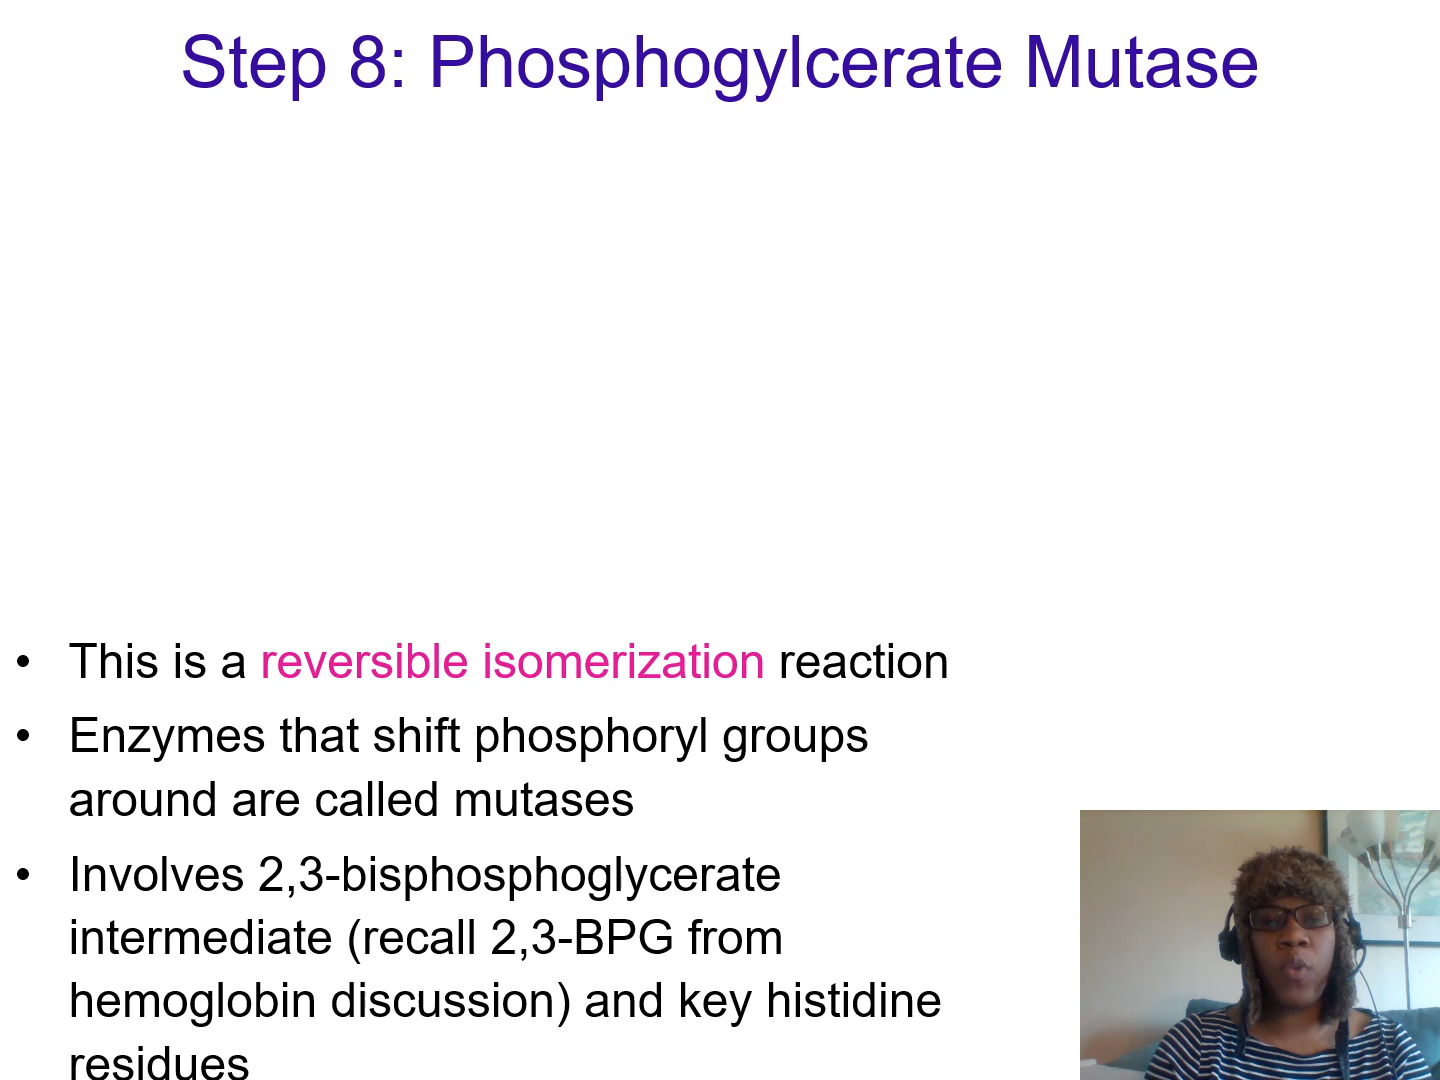 Step 8: Phosphogylcerate Mutase
• This is a reversible isomerization reaction
• Enzymes that shift phosphoryl groups
around are called mutases
• Involves 2,3-bisphosphoglycerate
intermediate (recall 2,3-BPG from
hemoglobin discussion) and key histidine
residues